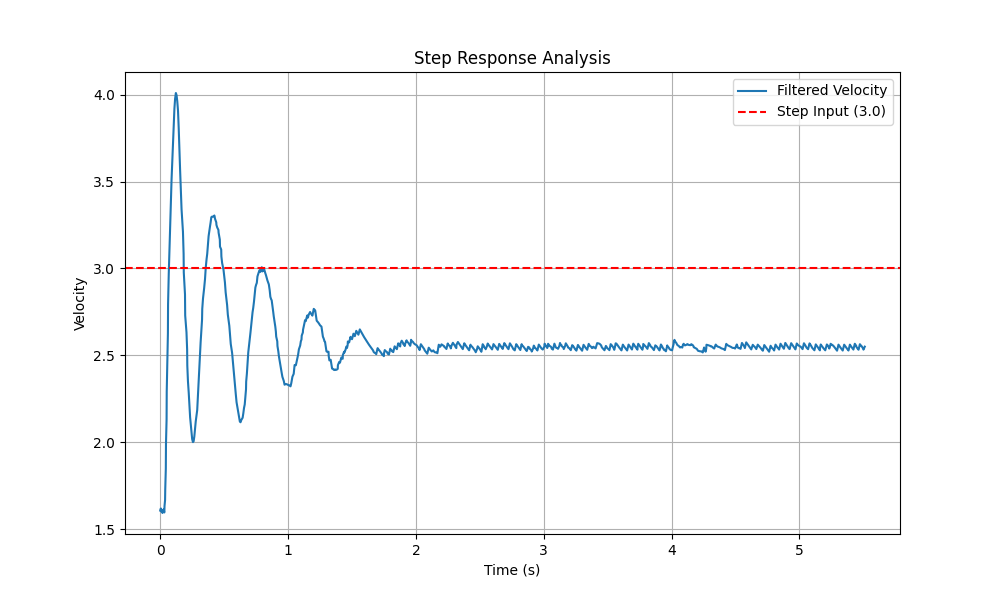 Step Response Analysis
Filtered Velocity
Step Input (3.0)
4.0
3.5
3.0
2.5
2.0
1.5
Velocity
0 1 2 3 4 5
Time (s)